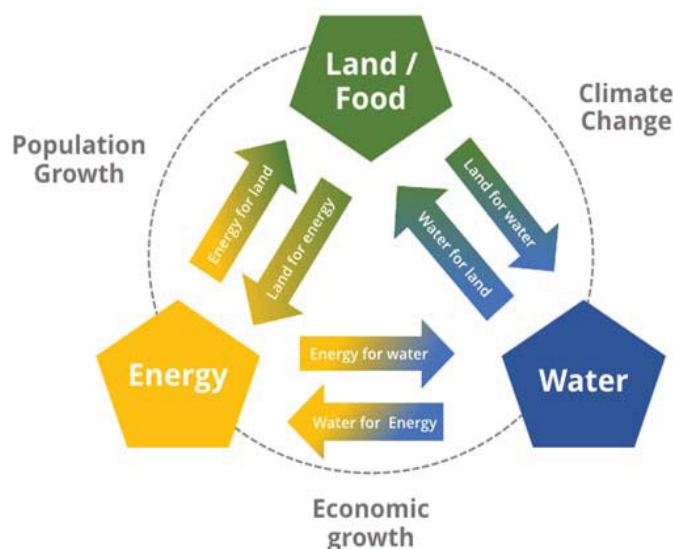 Land /
Food
Climate
Change
Population
Growth
Energy for land
Land for energy
Water for land
Land for water
Energy
Energy for water
Water for Energy
Water
Economic
growth